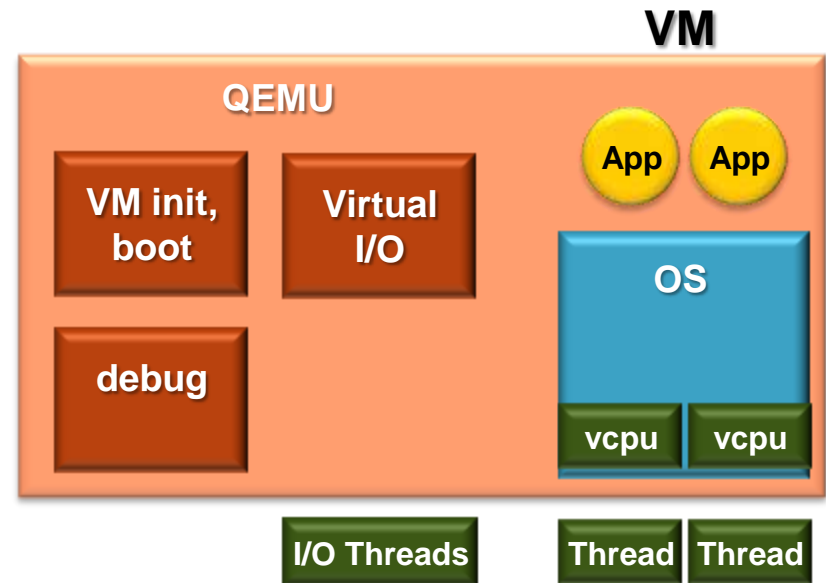 VM
QEMU
App App
VM init,
boot
Virtual
I/O
OS
debug
vcpu vcpu
I/O Threads Thread Thread